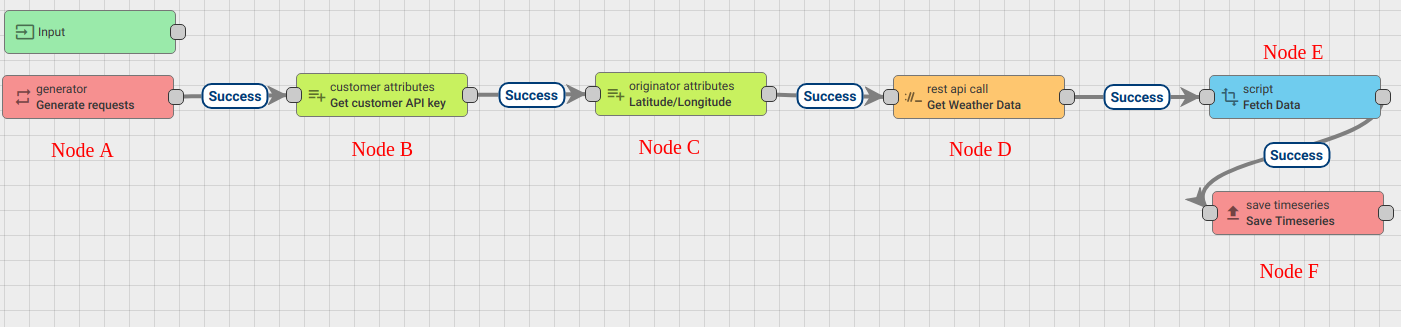 Input
Node E
generator
Generate requests
Success
customer attributes
Get customer API key
Success
originator attributes
Latitude/Longitude
Success
rest api call
Get Weather Data
Success
script
Fetch Data
Node A
Node B
Node C
Node D
Success
save timeseries
Save Timeseries
Node F